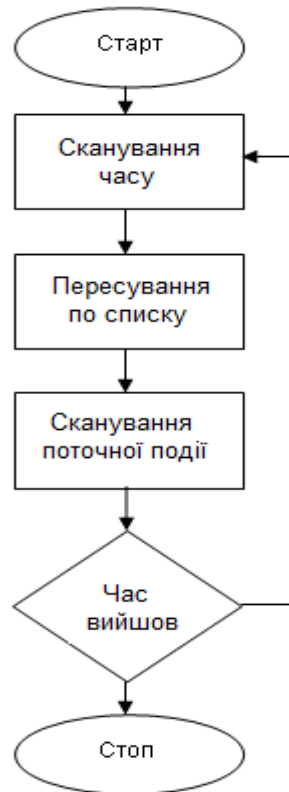 Старт
Сканування
часу
Пересування
по списку
Сканування
поточної події
Час
вийшов
Стоп